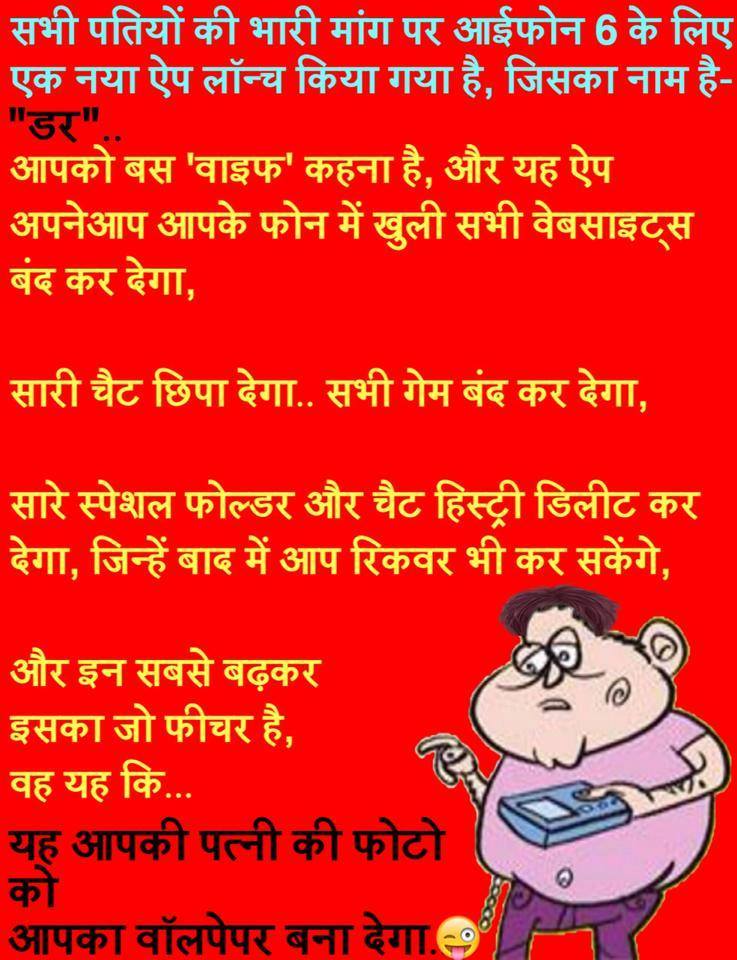 सभी पतियों की भारी मांग पर आईफोन 6 के लिए
एक नया ऐप लॉन्च किया गया है, जिसका नाम है-
"डर"..
आपको बस 'वाइफ' कहना है, और यह ऐप
अपनेआप आपके फोन में खुली सभी वेबसाइट्स
बंद कर देगा,
सारी चैट छिपा देगा.. सभी गेम बंद कर देगा,
सारे स्पेशल फोल्डर और चैट हिस्ट्री डिलीट कर
देगा, जिन्हें बाद में आप रिकवर भी कर सकेंगे,
और इन सबसे बढ़कर
इसका जो फीचर है,
वह यह कि...
यह आपकी पत्नी की फोटो
को
आपका वॉलपेपर बना देगा.😜